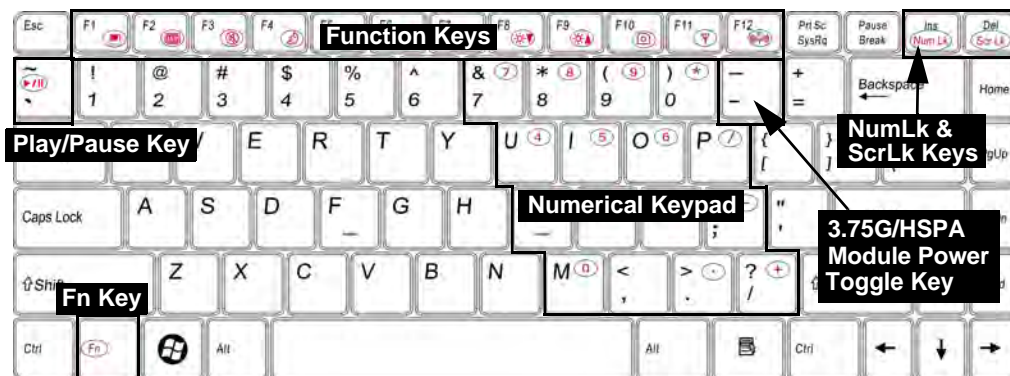 Esc F1 F2 F3 F4 F8 F9 F10 F11 F12 Prt Sc SysRq Pause Break Ins Num Lk Del Scr Lk
Function Keys
~ ` ! 1 @ 2 # 3 $ 4 % 5 ^ 6 & 7 ⑦ * 8 ⑧ ( 9 ⑨ ) 0 * — - + = Backspace Home
Play/Pause Key
E R T Y U 4 I 5 O 6 P / { [ } ] PgUp
NumLk &
ScrLk Keys
Caps Lock A S D F G H ; " '
Numerical Keypad
3.75G/HSPA
Module Power
Toggle Key
⇧Shift Z X C V B N M 0 < , > . . ? / +
Fn Key
Ctrl Fn Alt Alt Ctrl ← ↓ →